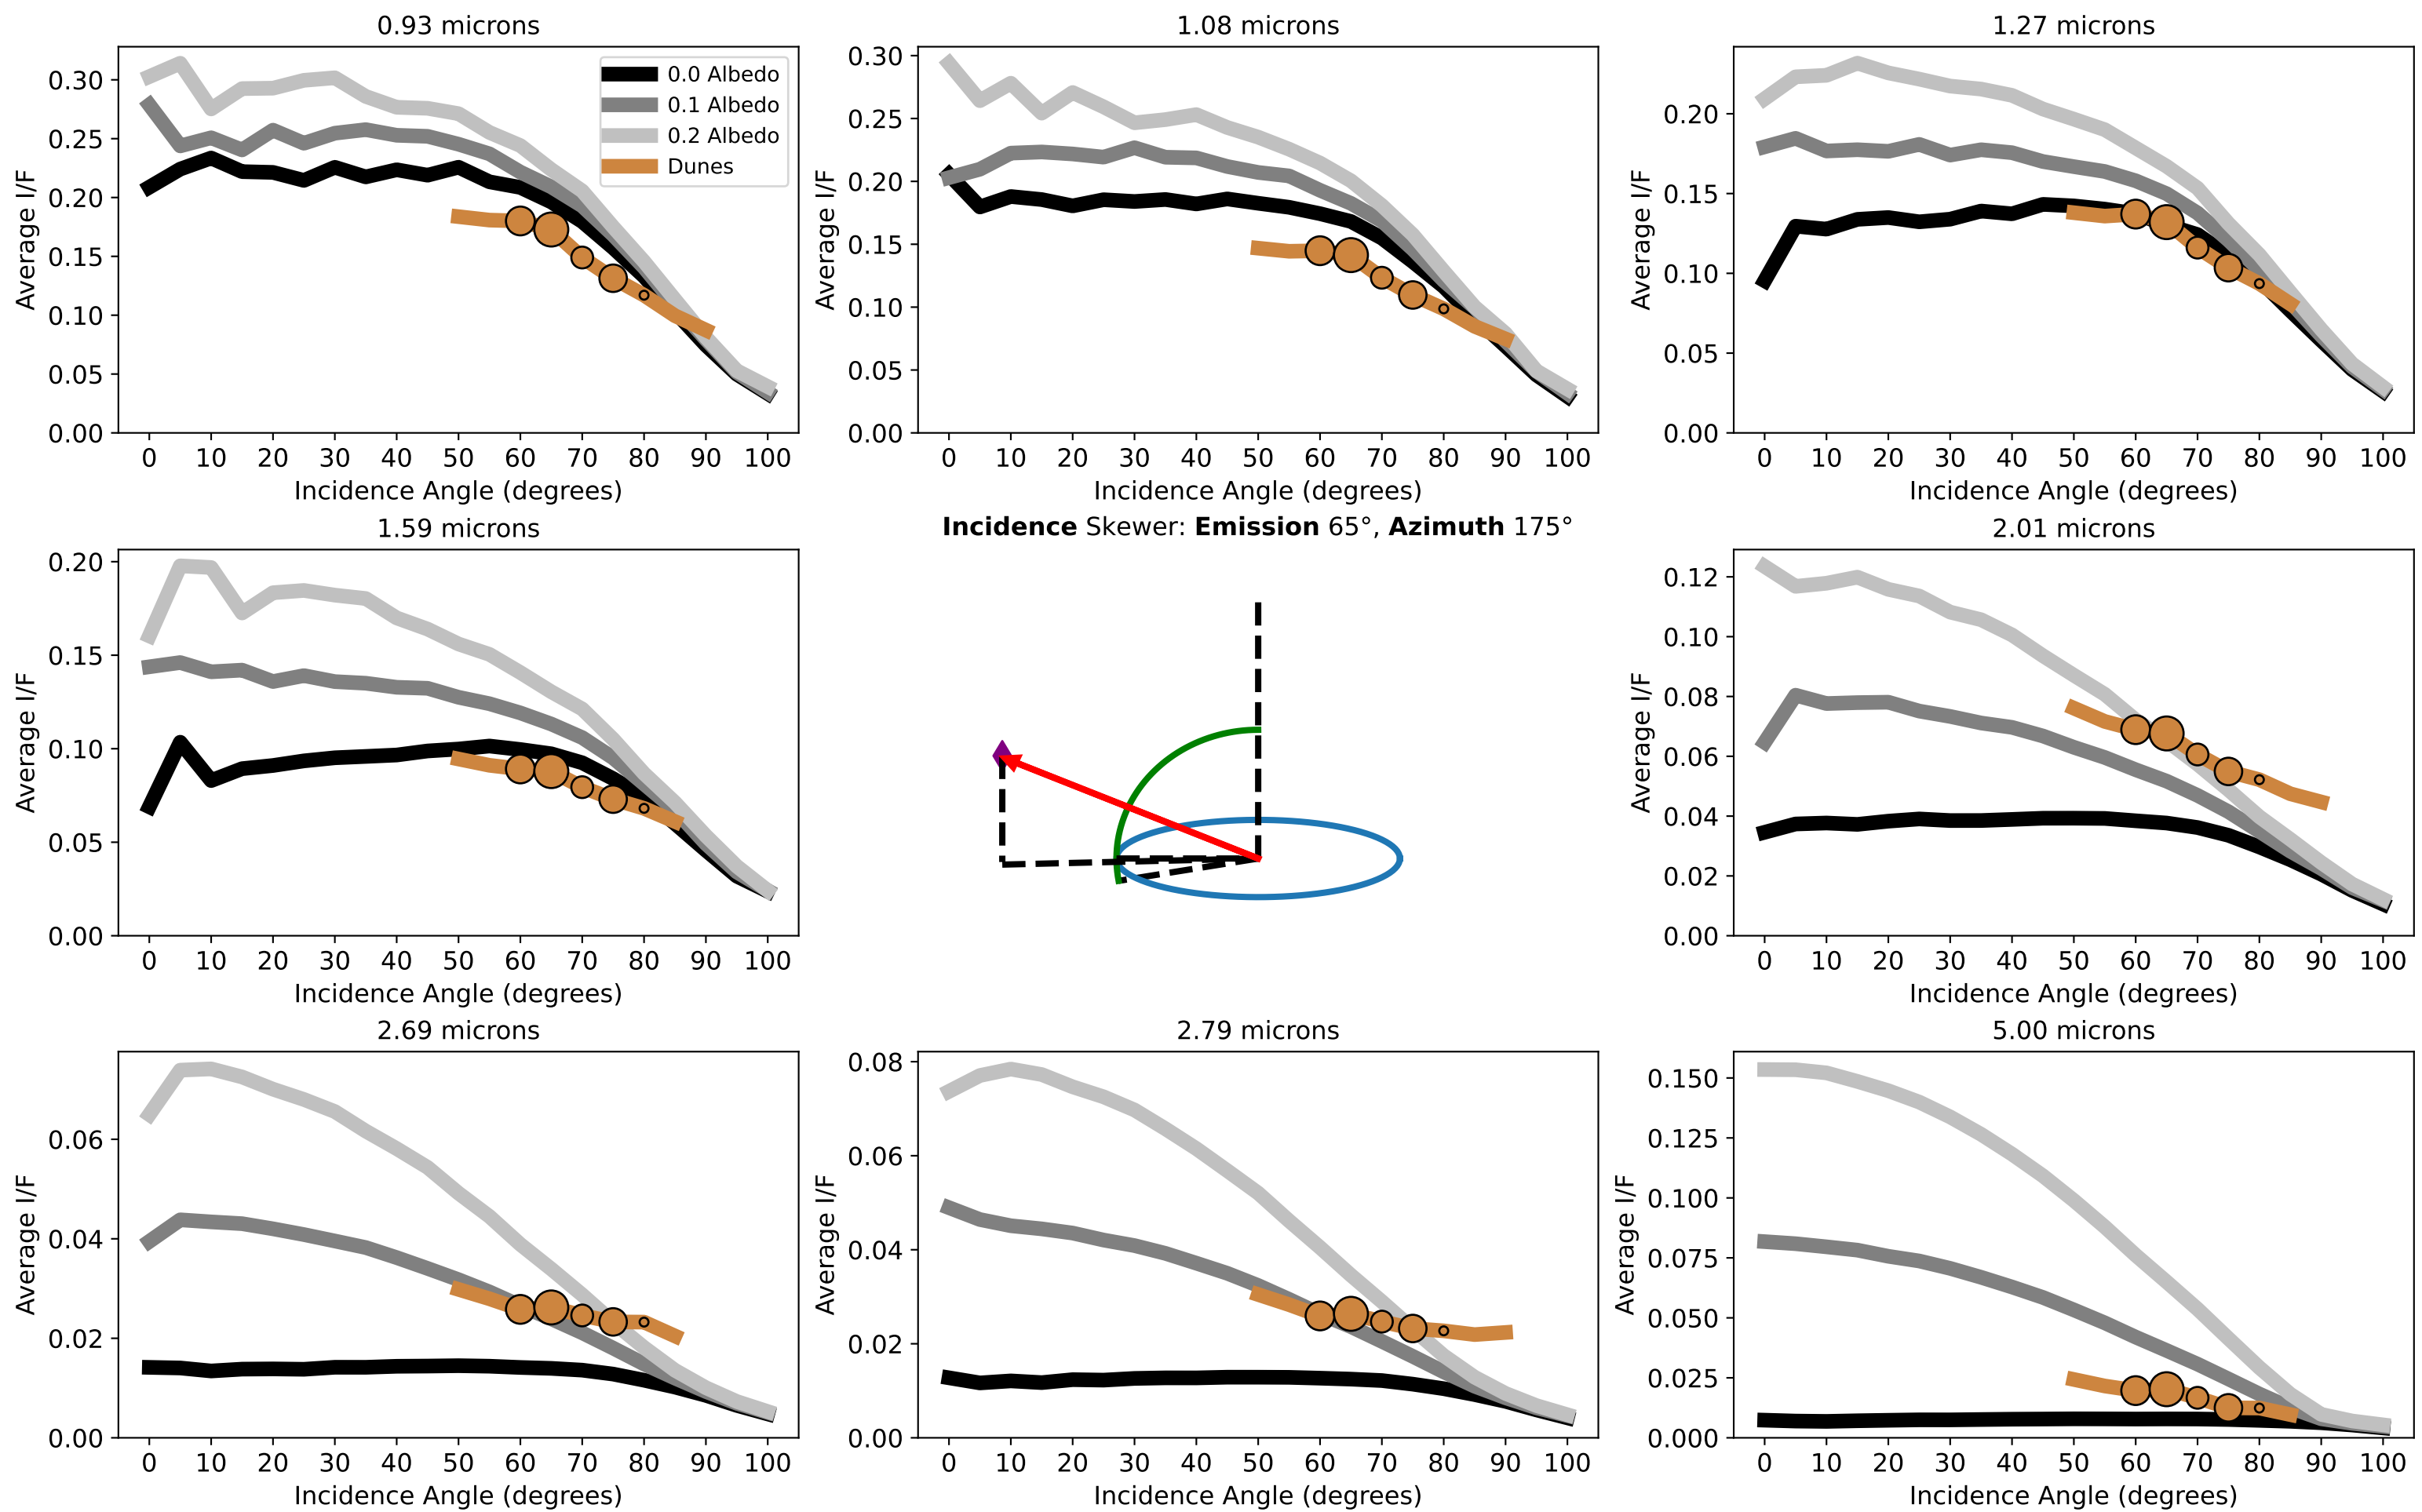 0.93 microns
0.30
0.25
0.20
0.15
0.10
0.05
0.00
Average I/F
0.0 Albedo
0.1 Albedo
0.2 Albedo
Dunes
0 10 20 30 40 50 60 70 80 90 100
Incidence Angle (degrees)
1.08 microns
0.30
0.25
0.20
0.15
0.10
0.05
0.00
Average I/F
0 10 20 30 40 50 60 70 80 90 100
Incidence Angle (degrees)
1.27 microns
0.20
0.15
0.10
0.05
0.00
Average I/F
0 10 20 30 40 50 60 70 80 90 100
Incidence Angle (degrees)
1.59 microns
0.20
0.15
0.10
0.05
0.00
Average I/F
0 10 20 30 40 50 60 70 80 90 100
Incidence Angle (degrees)
Incidence Skewer: Emission 65°, Azimuth 175°
2.01 microns
0.12
0.10
0.08
0.06
0.04
0.02
0.00
Average I/F
0 10 20 30 40 50 60 70 80 90 100
Incidence Angle (degrees)
2.69 microns
0.06
0.04
0.02
0.00
Average I/F
0 10 20 30 40 50 60 70 80 90 100
Incidence Angle (degrees)
2.79 microns
0.08
0.06
0.04
0.02
0.00
Average I/F
0 10 20 30 40 50 60 70 80 90 100
Incidence Angle (degrees)
5.00 microns
0.150
0.125
0.100
0.075
0.050
0.025
0.000
Average I/F
0 10 20 30 40 50 60 70 80 90 100
Incidence Angle (degrees)